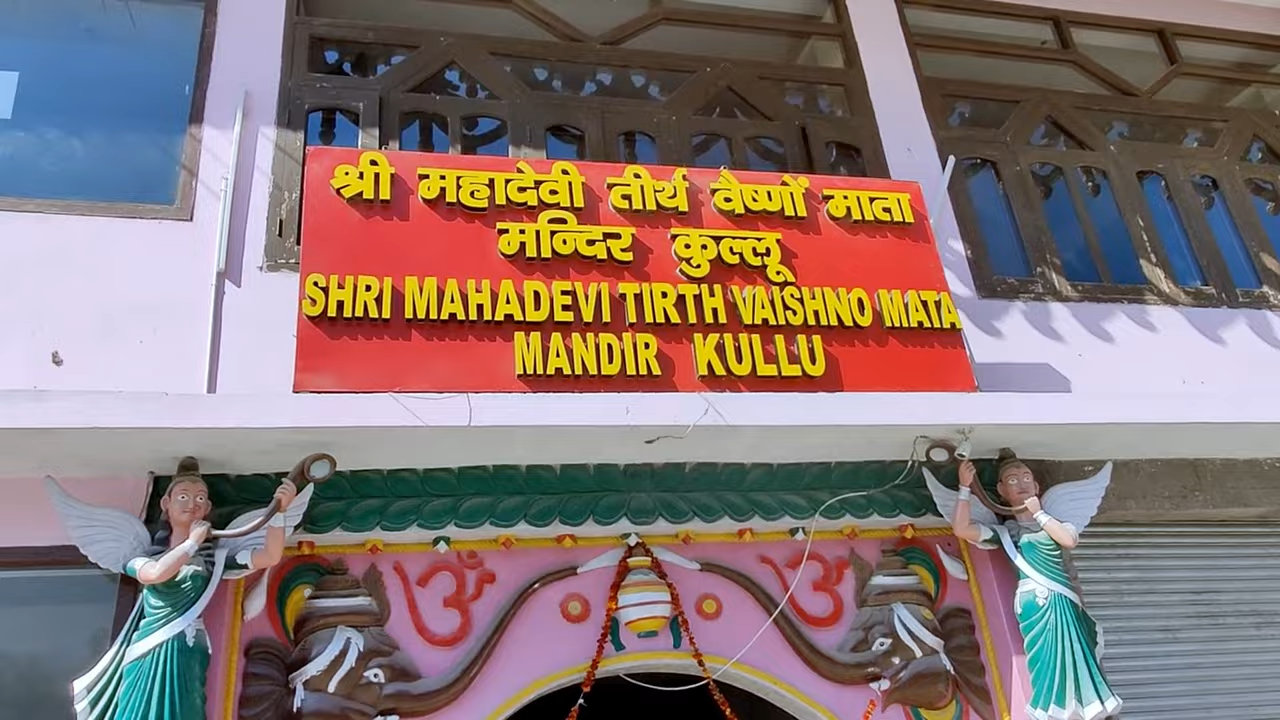 श्री महादेवी तीर्थ वैष्णों माता
मन्दिर कुल्लू
SHRI MAHADEVI TIRTH VAISHNO MATA
MANDIR KULLU
ॐ
ॐ